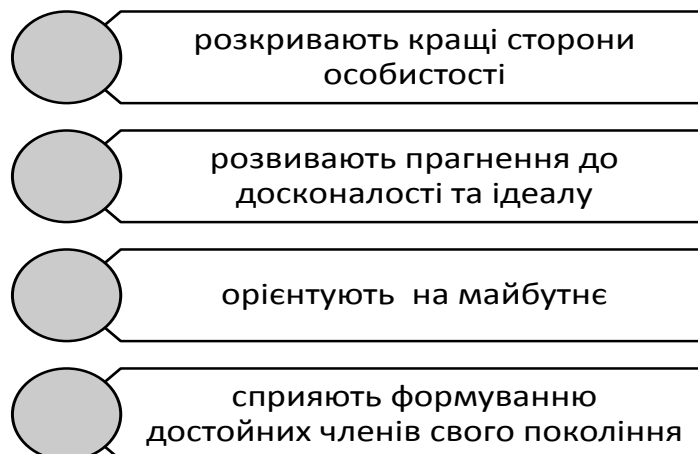 розкривають кращі сторони
особистості
розвивають прагнення до
досконалості та ідеалу
орієнтують на майбутнє
сприяють формуванню
достойних членів свого покоління